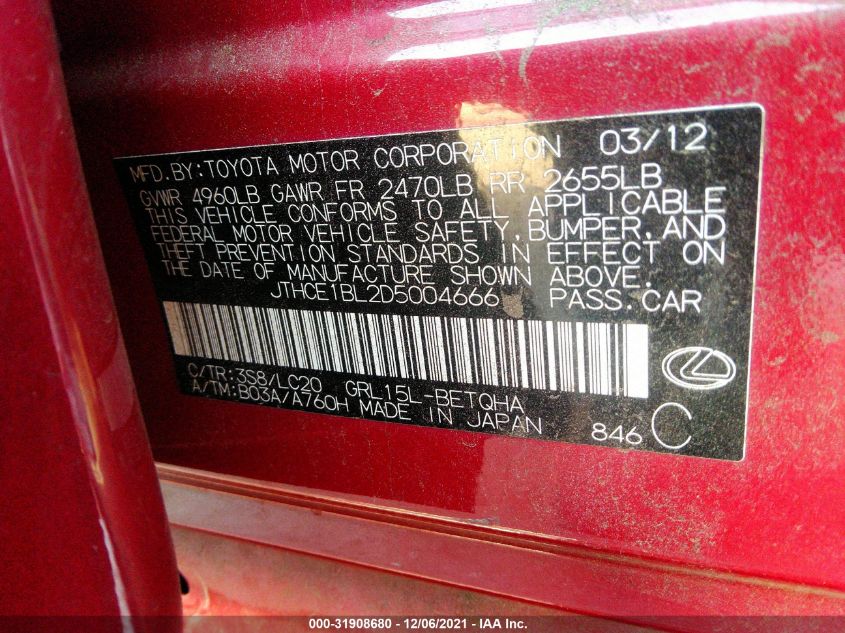 MFD. BY:TOYOTA MOTOR CORPORATION 03/12
GVWR 4960LB GAWR FR 2470LB RR 2655LB
THIS VEHICLE CONFORMS TO ALL APPLICABLE
FEDERAL MOTOR VEHICLE SAFETY, BUMPER, AND
THEFT PREVENTION STANDARDS IN EFFECT ON
THE DATE OF MANUFACTURE SHOWN ABOVE.
JTHCE1BL2D5004666 PASS. CAR
C/TR:3S8/LC20 GRL15L-BETQHA
A/TM:B03A/A760H MADE IN JAPAN 846 C
000-31908680 - 12/06/2021 - IAA Inc.